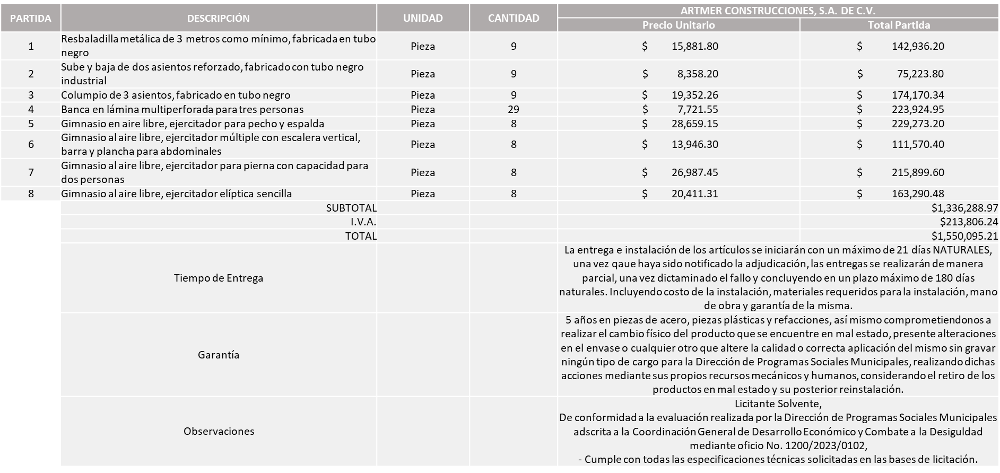 PARTIDA DESCRIPCIÓN UNIDAD CANTIDAD ARTMER CONSTRUCCIONES, S.A. DE C.V.
Precio Unitario Total Partida
1 Resbaladilla metálica de 3 metros como mínimo, fabricada en tubo negro Pieza 9 $ 15,881.80 $ 142,936.20
2 Sube y baja de dos asientos reforzado, fabricado con tubo negro industrial Pieza 9 $ 8,358.20 $ 75,223.80
3 Columpio de 3 asientos, fabricado en tubo negro Pieza 9 $ 19,352.26 $ 174,170.34
4 Banca en lámina multiperforada para tres personas Pieza 29 $ 7,721.55 $ 223,924.95
5 Gimnasio en aire libre, ejercitador para pecho y espalda Pieza 8 $ 28,659.15 $ 229,273.20
6 Gimnasio al aire libre, ejercitador múltiple con escalera vertical, barra y plancha para abdominales Pieza 8 $ 13,946.30 $ 111,570.40
7 Gimnasio al aire libre, ejercitador para pierna con capacidad para dos personas Pieza 8 $ 26,987.45 $ 215,899.60
8 Gimnasio al aire libre, ejercitador elíptica sencilla Pieza 8 $ 20,411.31 $ 163,290.48
SUBTOTAL $1,336,288.97
I.V.A. $213,806.24
TOTAL $1,550,095.21
Tiempo de Entrega
La entrega e instalación de los artículos se iniciarán con un máximo de 21 días NATURALES,
una vez qaue haya sido notificado la adjudicación, las entregas se realizarán de manera
parcial, una vez dictaminado el fallo y concluyendo en un plazo máximo de 180 días
naturales. Incluyendo costo de la instalación, materiales requeridos para la instalación, mano
de obra y garantía de la misma.
Garantía
5 años en piezas de acero, piezas plásticas y refacciones, así mismo comprometiendonos a
realizar el cambio físico del producto que se encuentre en mal estado, presente alteraciones
en el envase o cualquier otro que altere la calidad o correcta aplicación del mismo sin gravar
ningún tipo de cargo para la Dirección de Programas Sociales Municipales, realizando dichas
acciones mediante sus propios recursos mecánicos y humanos, considerando el retiro de los
productos en mal estado y su posterior reinstalación.
Observaciones
Licitante Solvente,
De conformidad a la evaluación realizada por la Dirección de Programas Sociales Municipales
adscrita a la Coordinación General de Desarrollo Económico y Combate a la Desiguldad
mediante oficio No. 1200/2023/0102,
- Cumple con todas las especificaciones técnicas solicitadas en las bases de licitación.